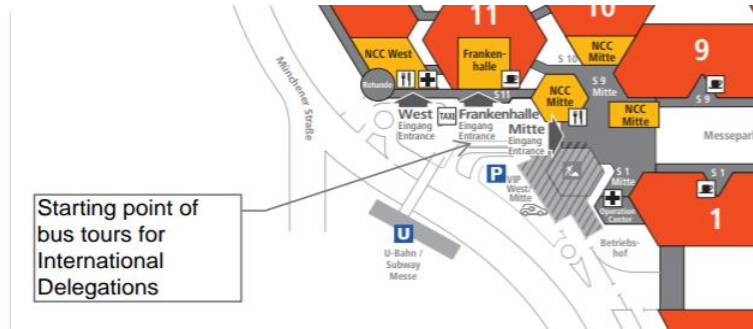 11
10
9
1
NCC West
Franken-
halle
NCC
Mitte
S 10
S 9
Mitte
S 9
NCC
Mitte
NCC
Mitte
Rotunde
S 11
Münchener Straße
West
Eingang
Entrance
TAXI
Frankenhalle
Eingang
Entrance
Mitte
Eingang
Entrance
Messepark
S 1
Mitte
S 1
P
VIP
West/
Mitte
Operation
Center
Betriebs-
hof
U
U-Bahn /
Subway
Messe
Starting point of
bus tours for
International
Delegations